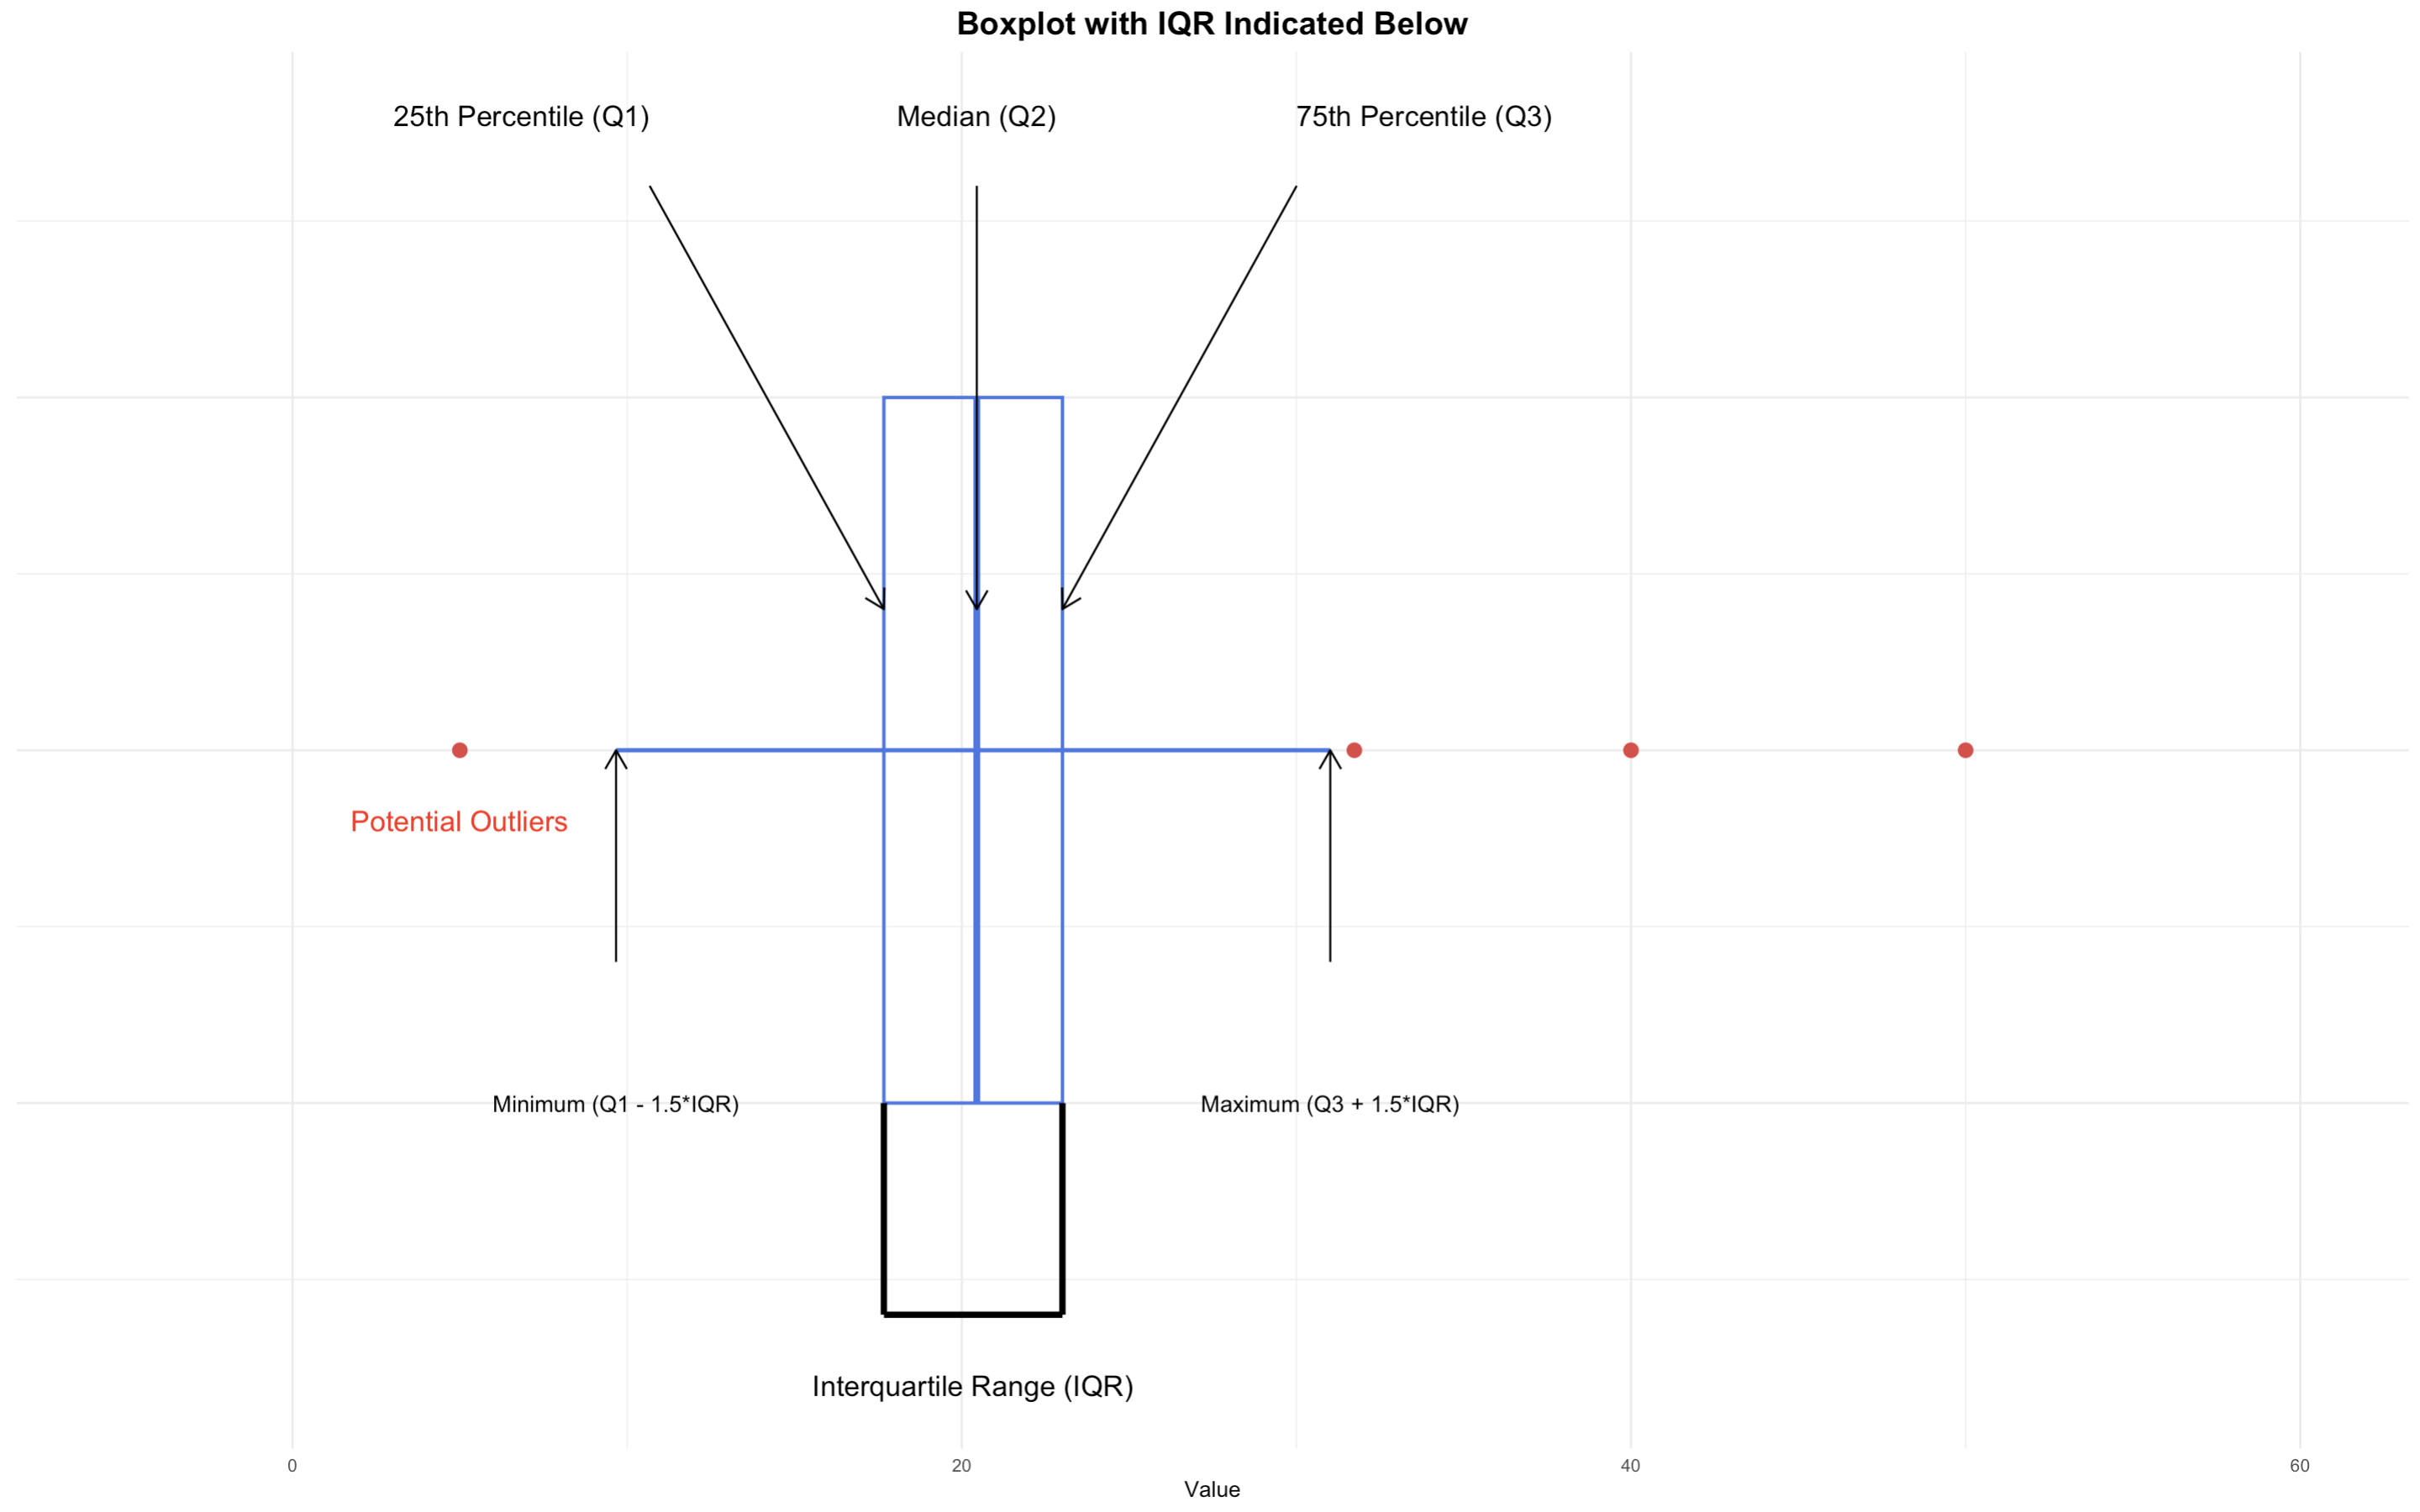 Boxplot with IQR Indicated Below
25th Percentile (Q1)
Median (Q2)
75th Percentile (Q3)
Potential Outliers
Minimum (Q1 - 1.5*IQR)
Maximum (Q3 + 1.5*IQR)
Interquartile Range (IQR)
0
20
40
60
Value